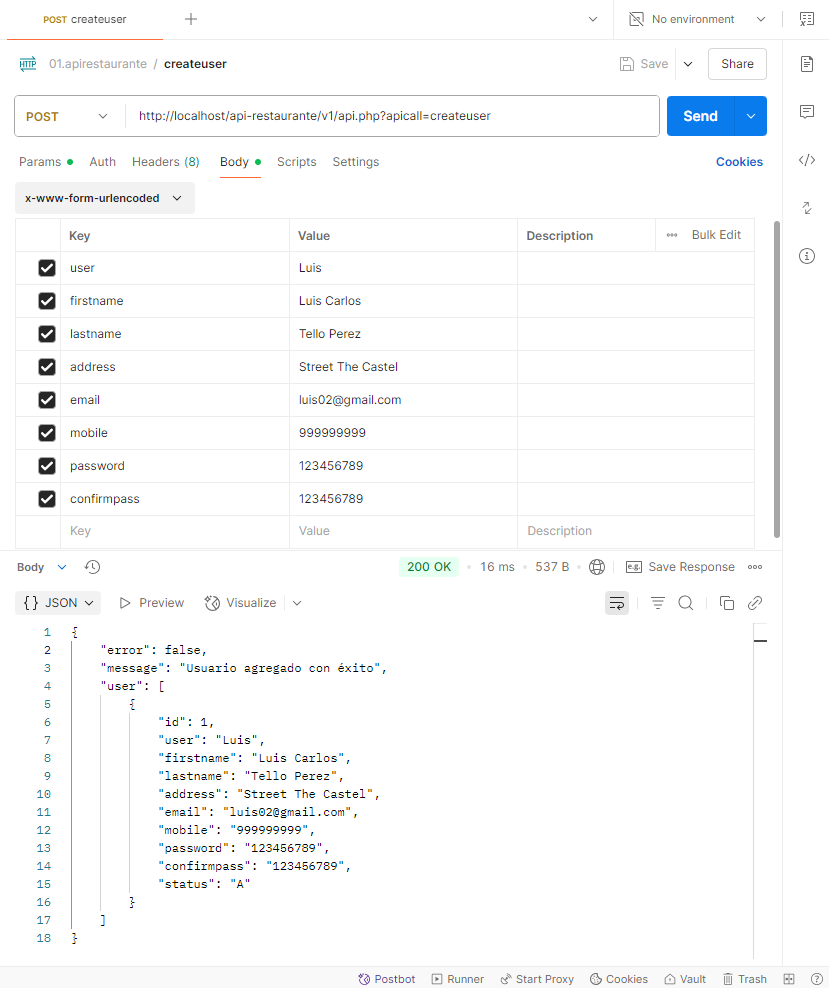 POST createuser
No environment
HTTP 01.apirestaurante / createuser
Save
Share
POST
http://localhost/api-restaurante/v1/api.php?apicall=createuser
Send
Params
Auth
Headers (8)
Body
Scripts
Settings
Cookies
x-www-form-urlencoded
Key Value Description Bulk Edit
user Luis
firstname Luis Carlos
lastname Tello Perez
address Street The Castel
email luis02@gmail.com
mobile 999999999
password 123456789
confirmpass 123456789
Key Value Description
Body
200 OK
16 ms
537 B
e.g. Save Response
{} JSON
Preview
Visualize
1 {
2 "error": false,
3 "message": "Usuario agregado con éxito",
4 "user": [
5 {
6 "id": 1,
7 "user": "Luis",
8 "firstname": "Luis Carlos",
9 "lastname": "Tello Perez",
10 "address": "Street The Castel",
11 "email": "luis02@gmail.com",
12 "mobile": "999999999",
13 "password": "123456789",
14 "confirmpass": "123456789",
15 "status": "A"
16 }
17 ]
18 }
Postbot Runner Start Proxy Cookies Vault Trash